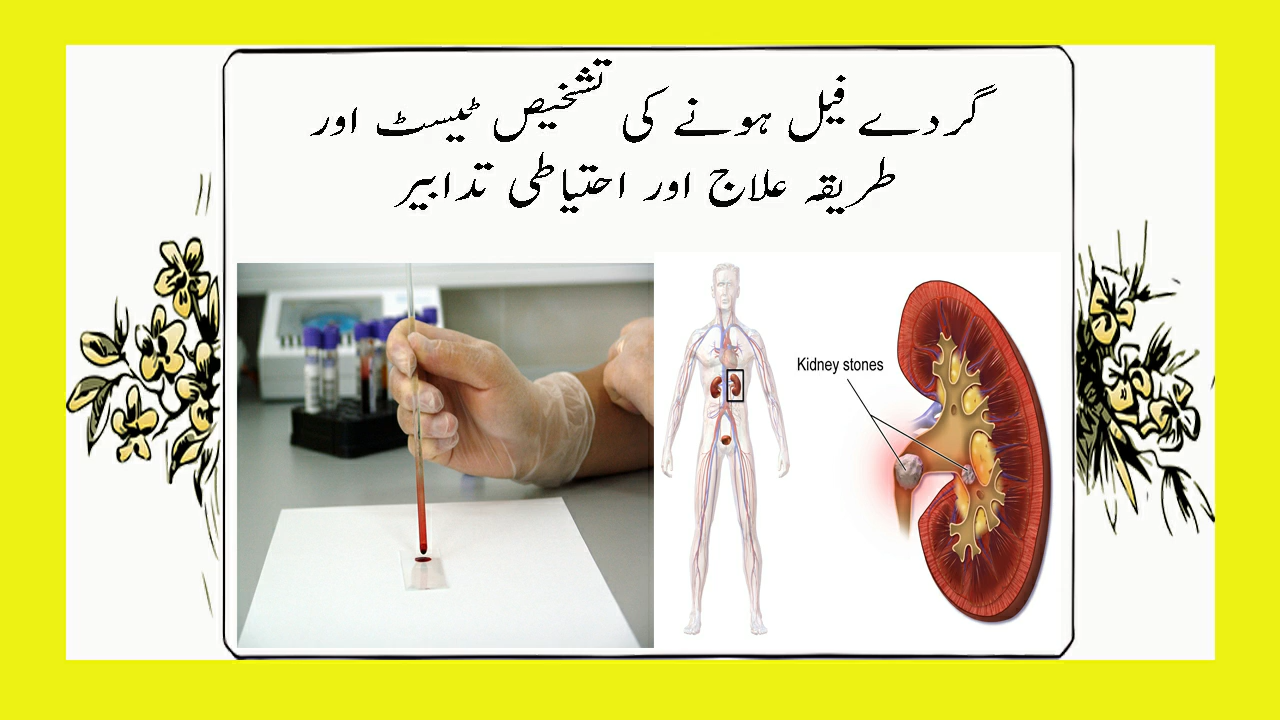 گردے فیل ہونے کی تشخیص ٹیسٹ اور
طریقہ علاج اور احتیاطی تدابیر
Kidney stones